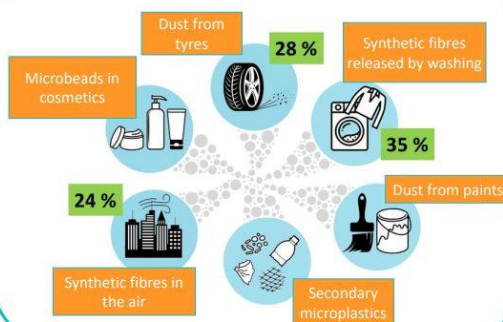 Dust from
tyres
28 %
Synthetic fibres
released by washing
35 %
Microbeads in
cosmetics
24 %
Synthetic fibres in
the air
Dust from paints
Secondary
microplastics